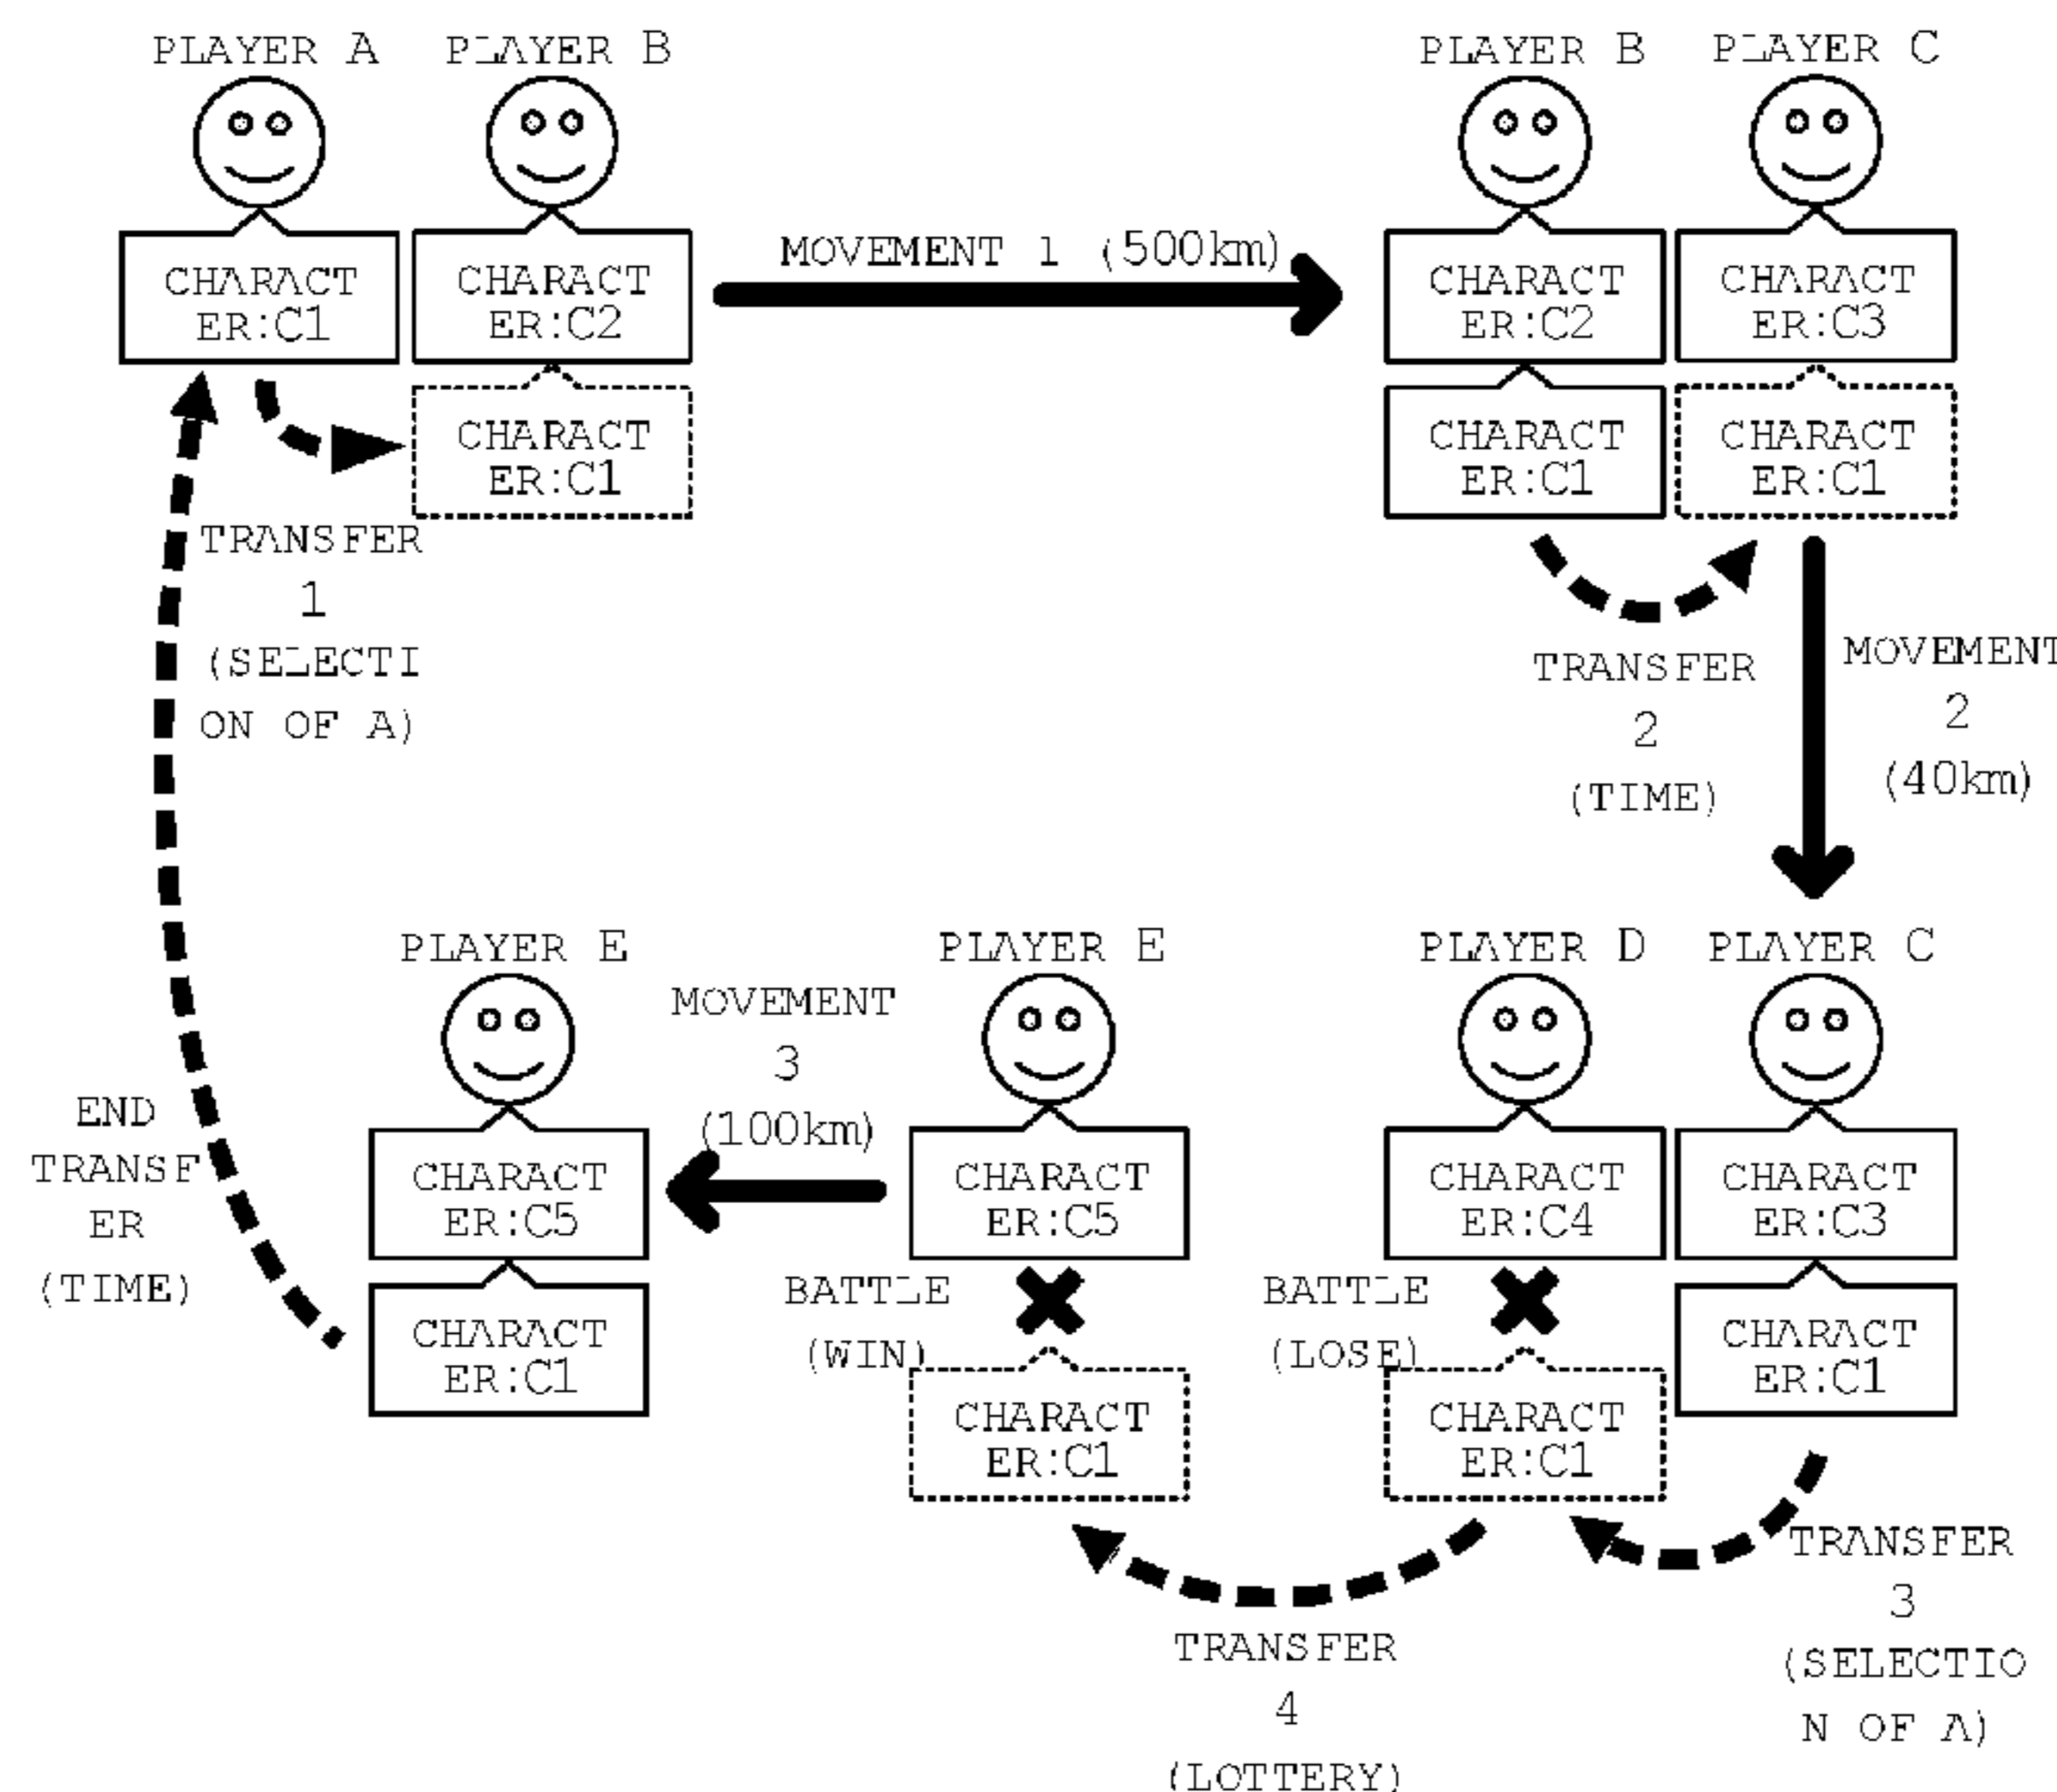 PLAYER A
PLAYER B
PLAYER B
PLAYER C
MOVEMENT 1 (500km)
CHARACT
ER:C1
CHARACT
ER:C2
CHARACT
ER:C2
CHARACT
ER:C3
CHARACT
ER:C1
CHARACT
ER:C1
CHARACT
ER:C1
TRANSFER
1
(SELECTI
ON OF A)
TRANSFER
2
(TIME)
MOVEMENT
2
(40km)
PLAYER E
PLAYER E
PLAYER D
PLAYER C
MOVEMENT
3
(100km)
END
TRANSF
ER
(TIME)
CHARACT
ER:C5
CHARACT
ER:C5
CHARACT
ER:C4
CHARACT
ER:C3
BATTLE
(WIN)
BATTLE
(LOSE)
CHARACT
ER:C1
CHARACT
ER:C1
CHARACT
ER:C1
CHARACT
ER:C1
TRANSFER
3
(SELECTIO
N OF A)
TRANSFER
4
(LOTTERY)